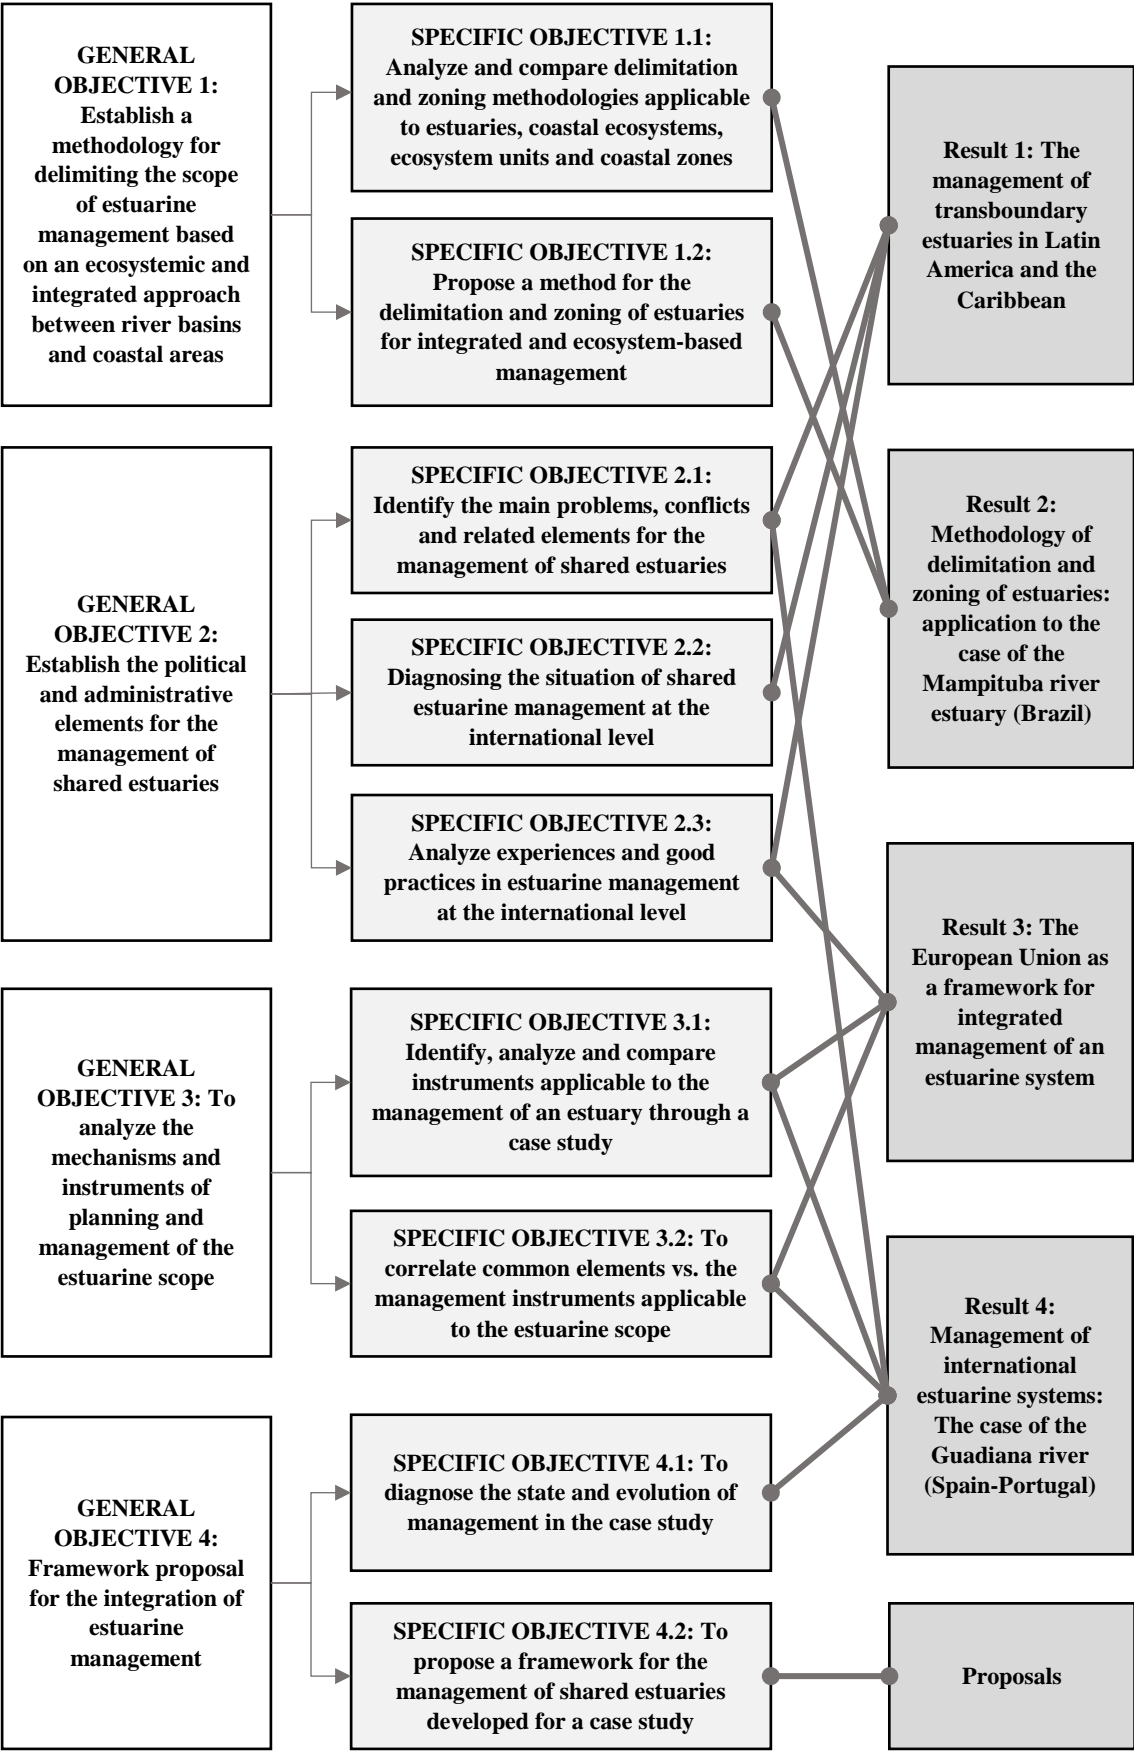 GENERAL
OBJECTIVE 1:
Establish a
methodology for
delimiting the scope
of estuarine
management based
on an ecosystemic and
integrated approach
between river basins
and coastal areas
SPECIFIC OBJECTIVE 1.1:
Analyze and compare delimitation
and zoning methodologies applicable
to estuaries, coastal ecosystems,
ecosystem units and coastal zones
SPECIFIC OBJECTIVE 1.2:
Propose a method for the
delimitation and zoning of estuaries
for integrated and ecosystem-based
management
GENERAL
OBJECTIVE 2:
Establish the political
and administrative
elements for the
management of
shared estuaries
SPECIFIC OBJECTIVE 2.1:
Identify the main problems, conflicts
and related elements for the
management of shared estuaries
SPECIFIC OBJECTIVE 2.2:
Diagnosing the situation of shared
estuarine management at the
international level
SPECIFIC OBJECTIVE 2.3:
Analyze experiences and good
practices in estuarine management
at the international level
GENERAL
OBJECTIVE 3: To
analyze the
mechanisms and
instruments of
planning and
management of the
estuarine scope
SPECIFIC OBJECTIVE 3.1:
Identify, analyze and compare
instruments applicable to the
management of an estuary through a
case study
SPECIFIC OBJECTIVE 3.2: To
correlate common elements vs. the
management instruments applicable
to the estuarine scope
GENERAL
OBJECTIVE 4:
Framework proposal
for the integration of
estuarine
management
SPECIFIC OBJECTIVE 4.1: To
diagnose the state and evolution of
management in the case study
SPECIFIC OBJECTIVE 4.2: To
propose a framework for the
management of shared estuaries
developed for a case study
Result 1: The
management of
transboundary
estuaries in Latin
America and the
Caribbean
Result 2:
Methodology of
delimitation and
zoning of estuaries:
application to the
case of the
Mampituba river
estuary (Brazil)
Result 3: The
European Union as
a framework for
integrated
management of an
estuarine system
Result 4:
Management of
international
estuarine systems:
The case of the
Guadiana river
(Spain-Portugal)
Proposals